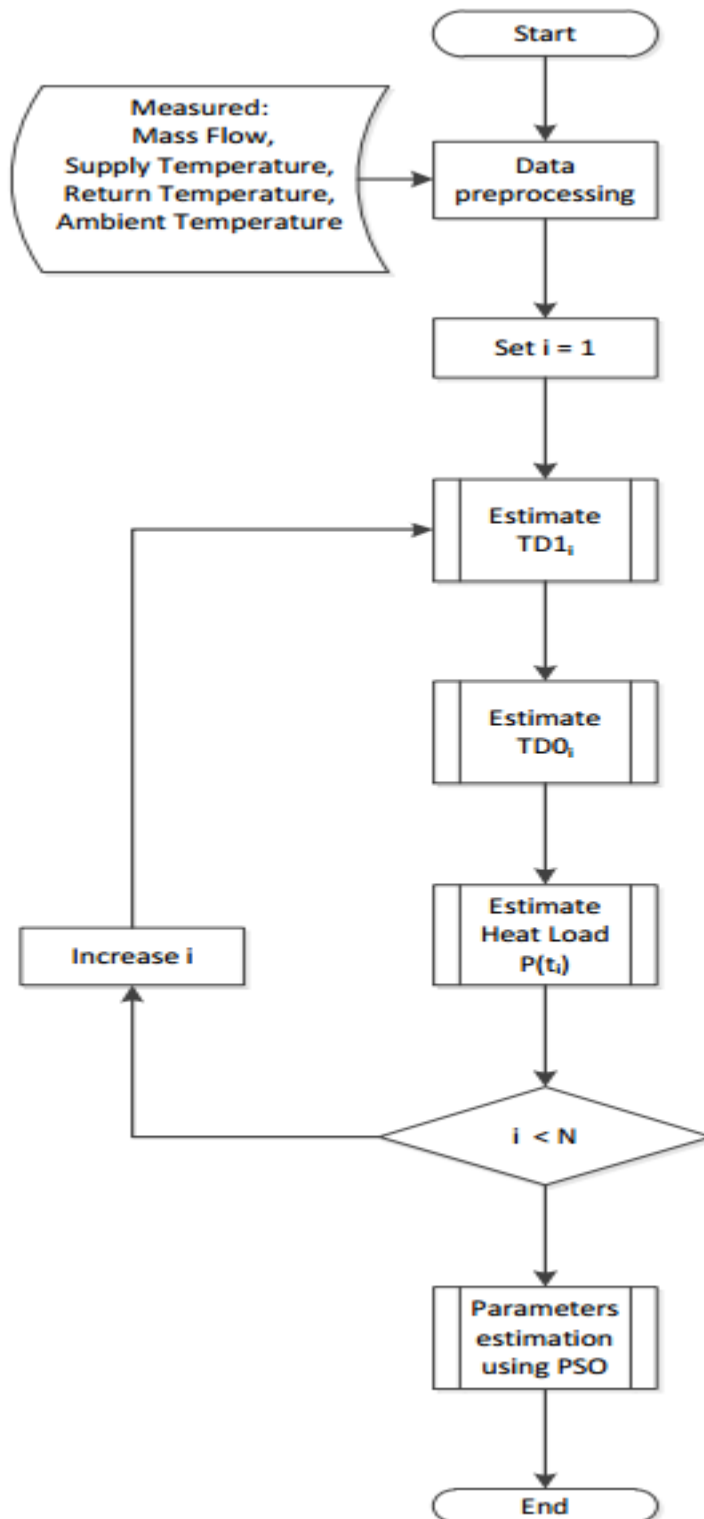 Start
Measured:
Mass Flow,
Supply Temperature,
Return Temperature,
Ambient Temperature
Data
preprocessing
Set i = 1
Estimate
TD1ᵢ
Estimate
TD0ᵢ
Estimate
Heat Load
P(tᵢ)
Increase i
i < N
Parameters
estimation
using PSO
End